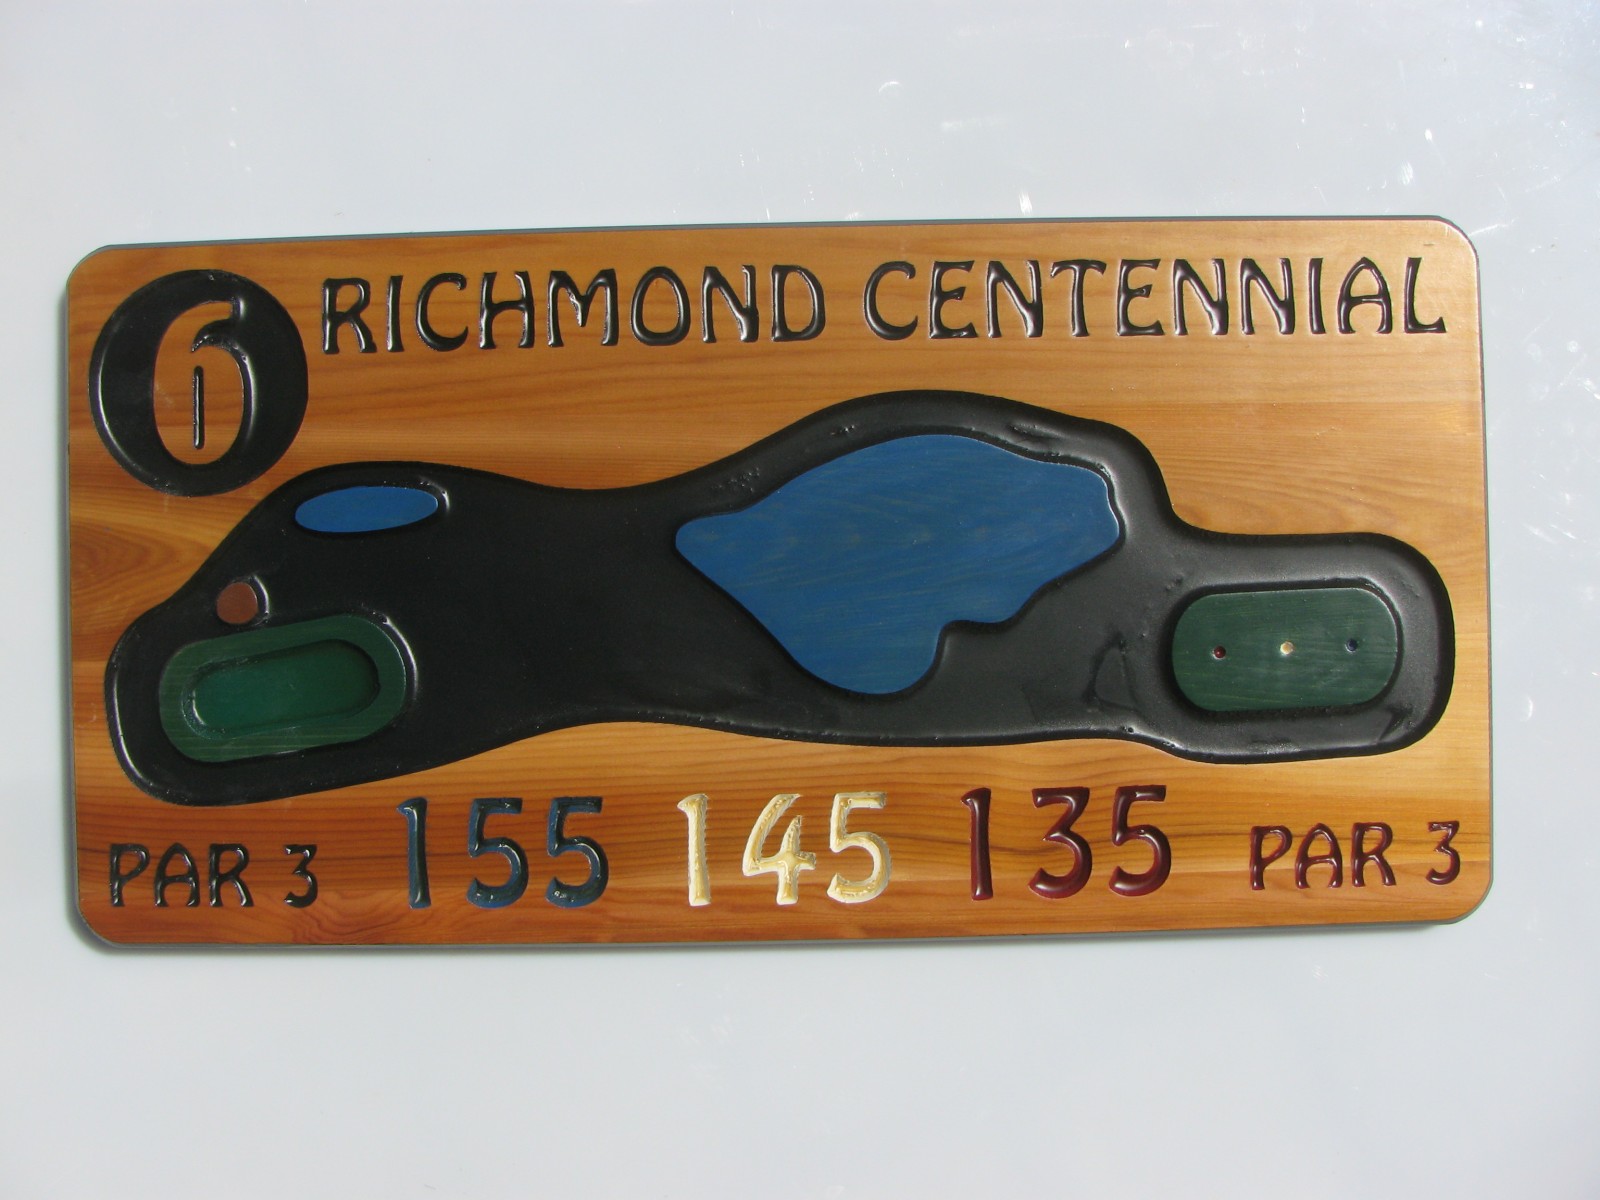 6 RICHMOND CENTENNIAL
PAR 3 155 145 135 PAR 3